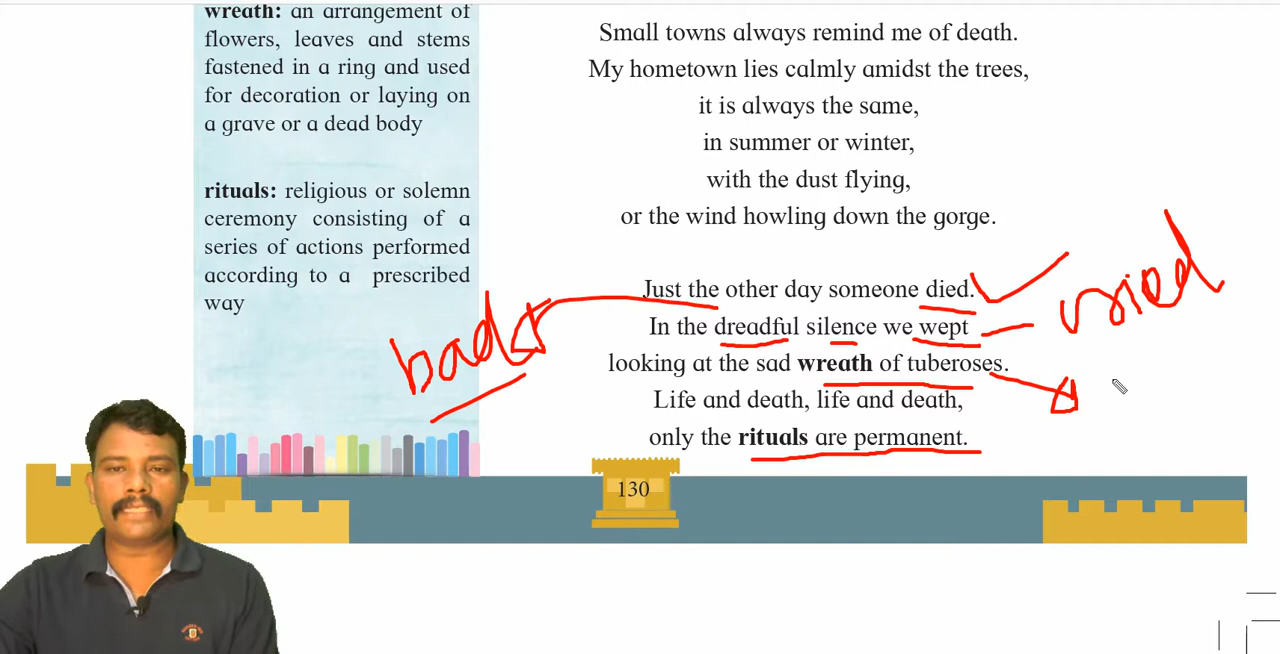 wreath: an arrangement of
flowers, leaves and stems
fastened in a ring and used
for decoration or laying on
a grave or a dead body
rituals: religious or solemn
ceremony consisting of a
series of actions performed
according to a prescribed
way
Small towns always remind me of death.
My hometown lies calmly amidst the trees,
it is always the same,
in summer or winter,
with the dust flying,
or the wind howling down the gorge.
Just the other day someone died.
In the dreadful silence we wept
looking at the sad wreath of tuberoses.
Life and death, life and death,
only the rituals are permanent.
bad
cried
130